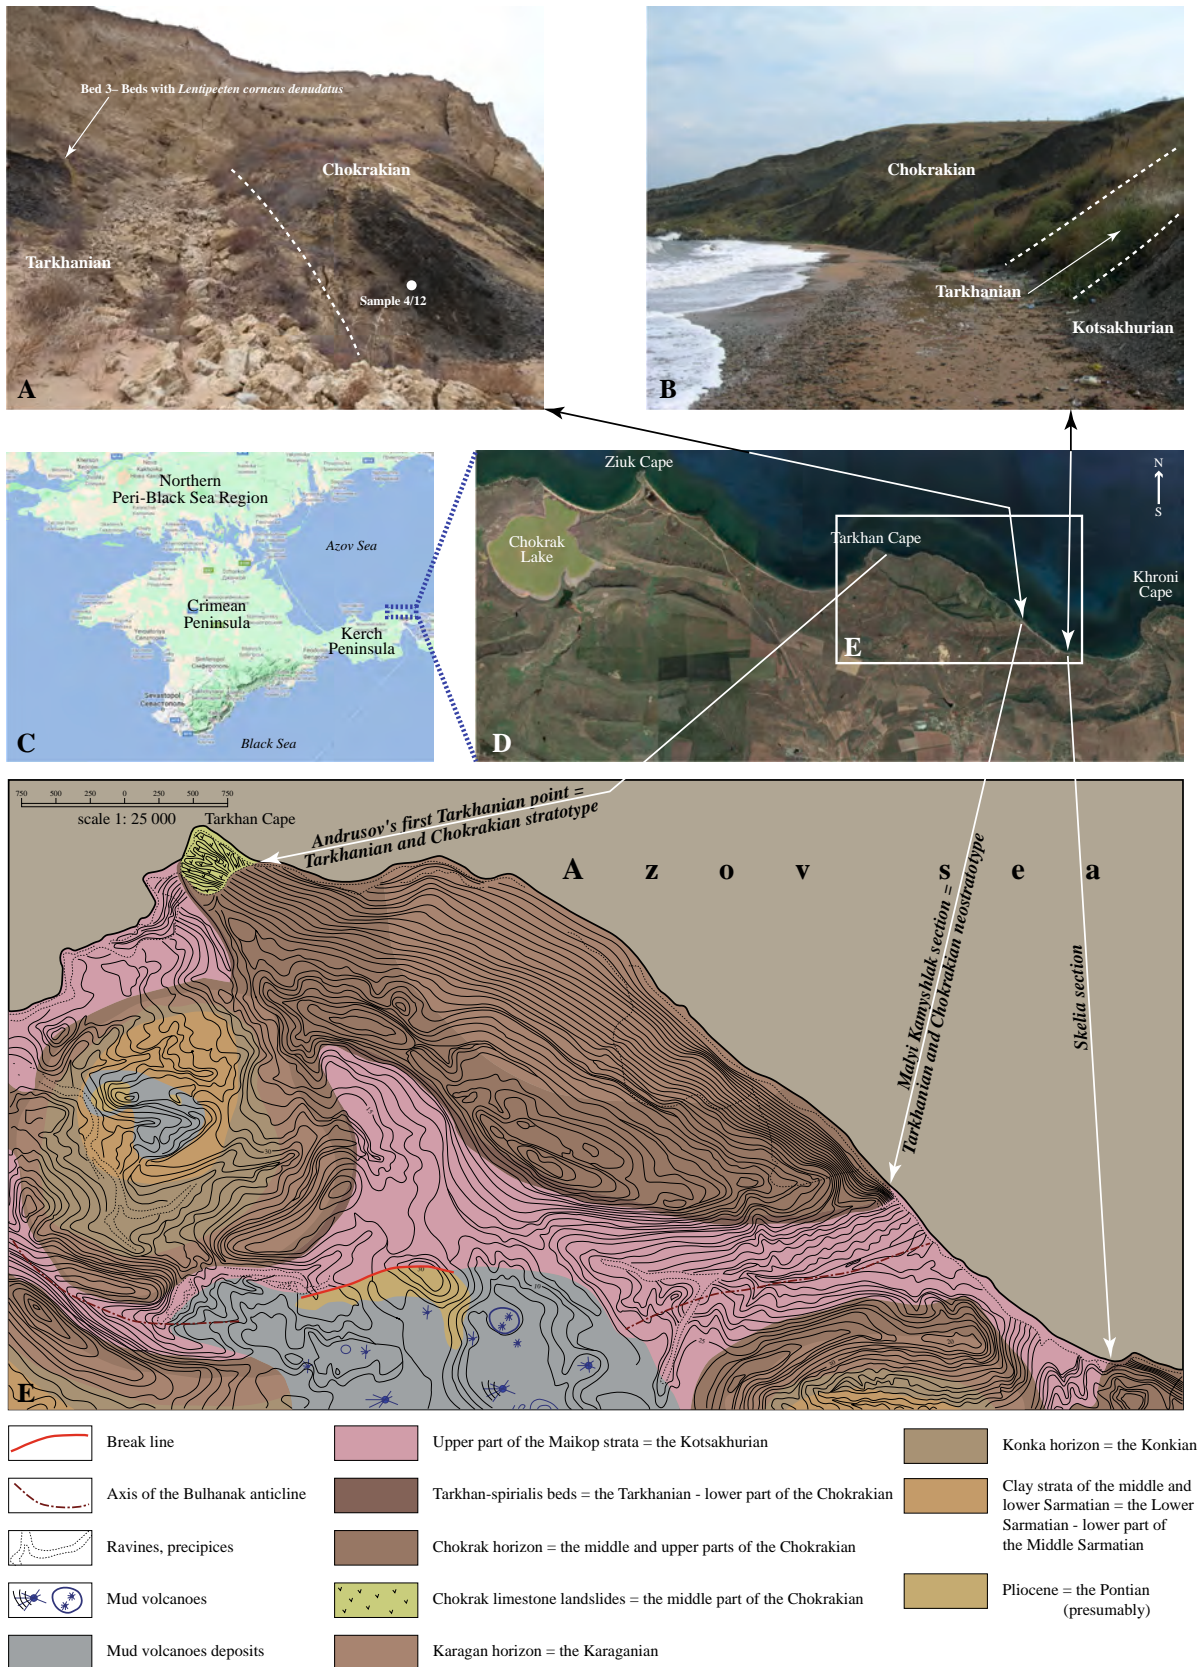 Bed 3– Beds with Lentipecten corneus denudatus
Chokrakian
Tarkhanian
Sample 4/12
A
Chokrakian
Tarkhanian
Kotsakhurian
B
Northern
Peri-Black Sea Region
Azov Sea
Crimean
Peninsula
Kerch
Peninsula
Sevastopol
Севастополь
Black Sea
C
Ziuk Cape
N
S
Chokrak
Lake
Tarkhan Cape
Khroni
Cape
E
D
750 500 250 0 250 500 750
scale 1: 25 000
Tarkhan Cape
Andrusov's first Tarkhanian point =
Tarkhanian and Chokrakian stratotype
A z o v s e a
Malyi Kamyshlak section =
Tarkhanian and Chokrakian neostratotype
Skelia section
E
Break line
Axis of the Bulhanak anticline
Ravines, precipices
Mud volcanoes
Mud volcanoes deposits
Upper part of the Maikop strata = the Kotsakhurian
Tarkhan-spirialis beds = the Tarkhanian - lower part of the Chokrakian
Chokrak horizon = the middle and upper parts of the Chokrakian
Chokrak limestone landslides = the middle part of the Chokrakian
Karagan horizon = the Karaganian
Konka horizon = the Konkian
Clay strata of the middle and
lower Sarmatian = the Lower
Sarmatian - lower part of
the Middle Sarmatian
Pliocene = the Pontian
(presumably)